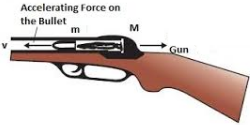 Accelerating Force on
the Bullet
m
M
v
Gun